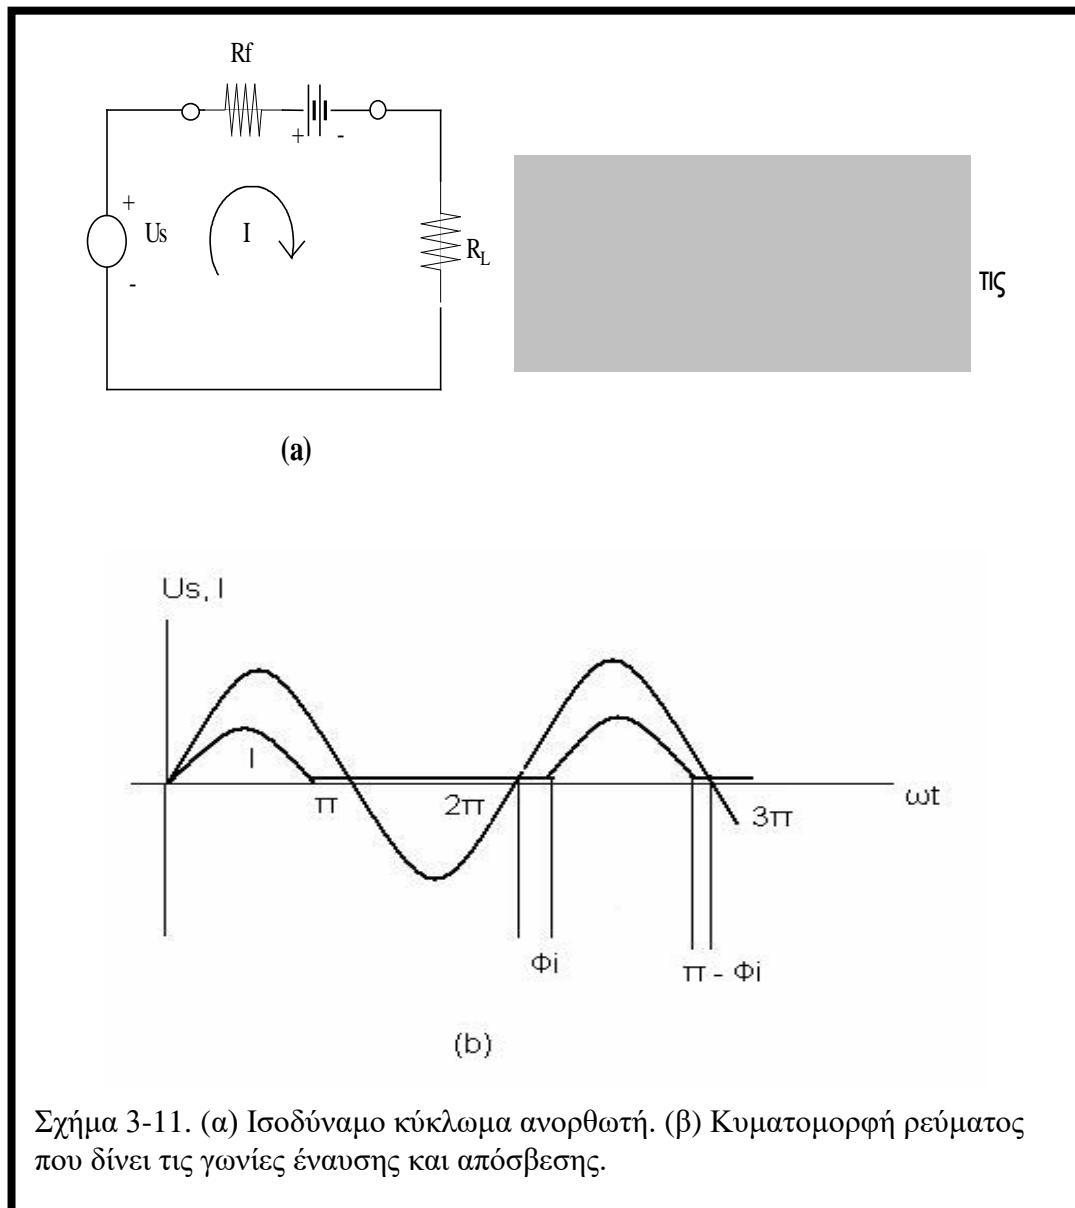 Rf
+ -
+
Us
I
R_L
-
τις
(a)
Us, I
I
π
2π
3π
ωt
Φi
π - Φi
(b)
Σχήμα 3-11. (α) Ισοδύναμο κύκλωμα ανορθωτή. (β) Κυματομορφή ρεύματος
που δίνει τις γωνίες έναυσης και απόσβεσης.